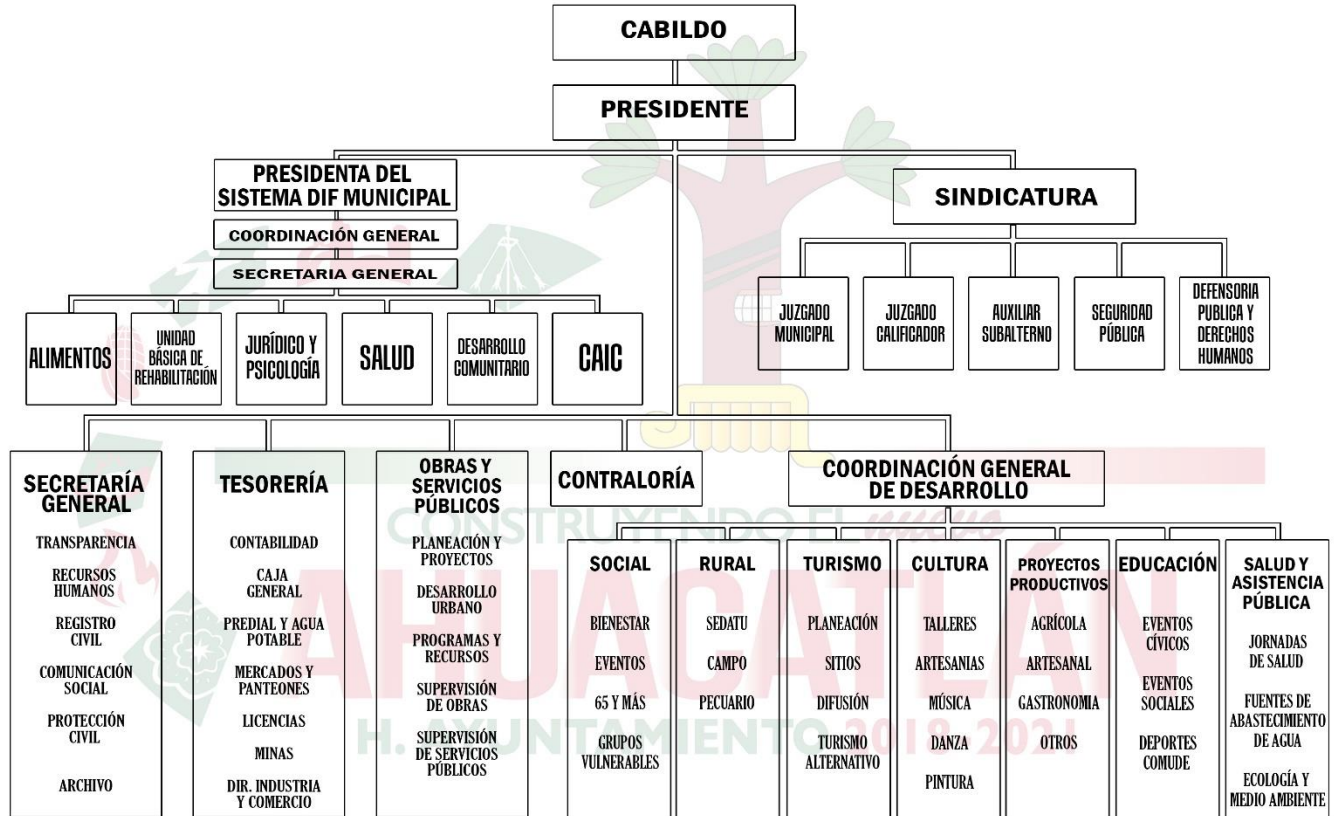 CABILDO
PRESIDENTE
PRESIDENTA DEL
SISTEMA DIF MUNICIPAL
COORDINACIÓN GENERAL
SECRETARIA GENERAL
ALIMENTOS
UNIDAD
BÁSICA DE
REHABILITACIÓN
JURÍDICO Y
PSICOLOGÍA
SALUD
DESARROLLO
COMUNITARIO
CAIC
SINDICATURA
JUZGADO
MUNICIPAL
JUZGADO
CALIFICADOR
AUXILIAR
SUBALTERNO
SEGURIDAD
PÚBLICA
DEFENSORIA
PUBLICA Y
DERECHOS
HUMANOS
SECRETARÍA
GENERAL
TRANSPARENCIA
RECURSOS
HUMANOS
REGISTRO
CIVIL
COMUNICACIÓN
SOCIAL
PROTECCIÓN
CIVIL
ARCHIVO
TESORERÍA
CONTABILIDAD
CAJA
GENERAL
PREDIAL Y AGUA
POTABLE
MERCADOS Y
PANTEONES
LICENCIAS
MINAS
DIR. INDUSTRIA
Y COMERCIO
OBRAS Y
SERVICIOS
PÚBLICOS
PLANEACIÓN Y
PROYECTOS
DESARROLLO
URBANO
PROGRAMAS Y
RECURSOS
SUPERVISIÓN
DE OBRAS
SUPERVISIÓN
DE SERVICIOS
PÚBLICOS
CONTRALORÍA
COORDINACIÓN GENERAL
DE DESARROLLO
SOCIAL
BIENESTAR
EVENTOS
65 Y MÁS
GRUPOS
VULNERABLES
RURAL
SEDATU
CAMPO
PECUARIO
TURISMO
PLANEACIÓN
SITIOS
DIFUSIÓN
TURISMO
ALTERNATIVO
CULTURA
TALLERES
ARTESANIAS
MÚSICA
DANZA
PINTURA
PROYECTOS
PRODUCTIVOS
AGRÍCOLA
ARTESANAL
GASTRONOMIA
OTROS
EDUCACIÓN
EVENTOS
CÍVICOS
EVENTOS
SOCIALES
DEPORTES
COMUDE
SALUD Y
ASISTENCIA
PÚBLICA
JORNADAS
DE SALUD
FUENTES DE
ABASTECIMIENTO
DE AGUA
ECOLOGÍA Y
MEDIO AMBIENTE
CONSTRUYENDO EL nuevo
AHUACATLÁN
H. AYUNTAMIENTO 2018-2021